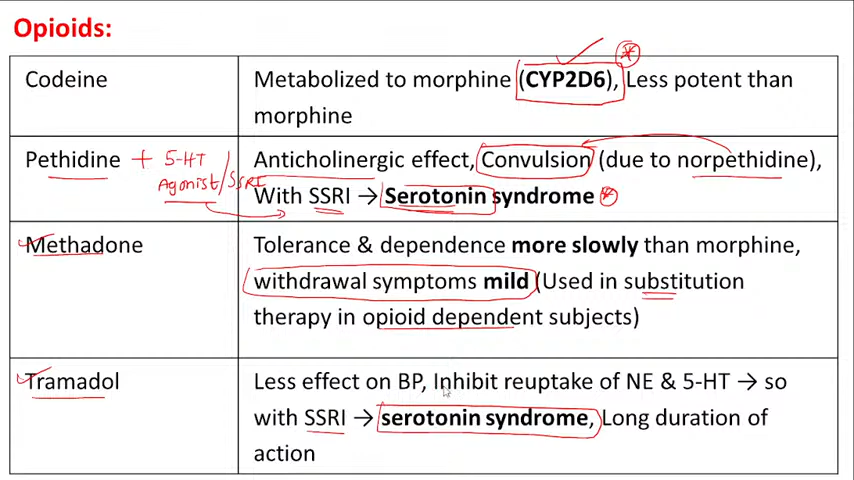 Opioids:
Codeine
Metabolized to morphine (CYP2D6), Less potent than
morphine
Pethidine + 5-HT
Agonist/SSRI
Anticholinergic effect, Convulsion (due to norpethidine),
With SSRI → Serotonin syndrome
Methadone
Tolerance & dependence more slowly than morphine,
withdrawal symptoms mild (Used in substitution
therapy in opioid dependent subjects)
Tramadol
Less effect on BP, Inhibit reuptake of NE & 5-HT → so
with SSRI → serotonin syndrome, Long duration of
action